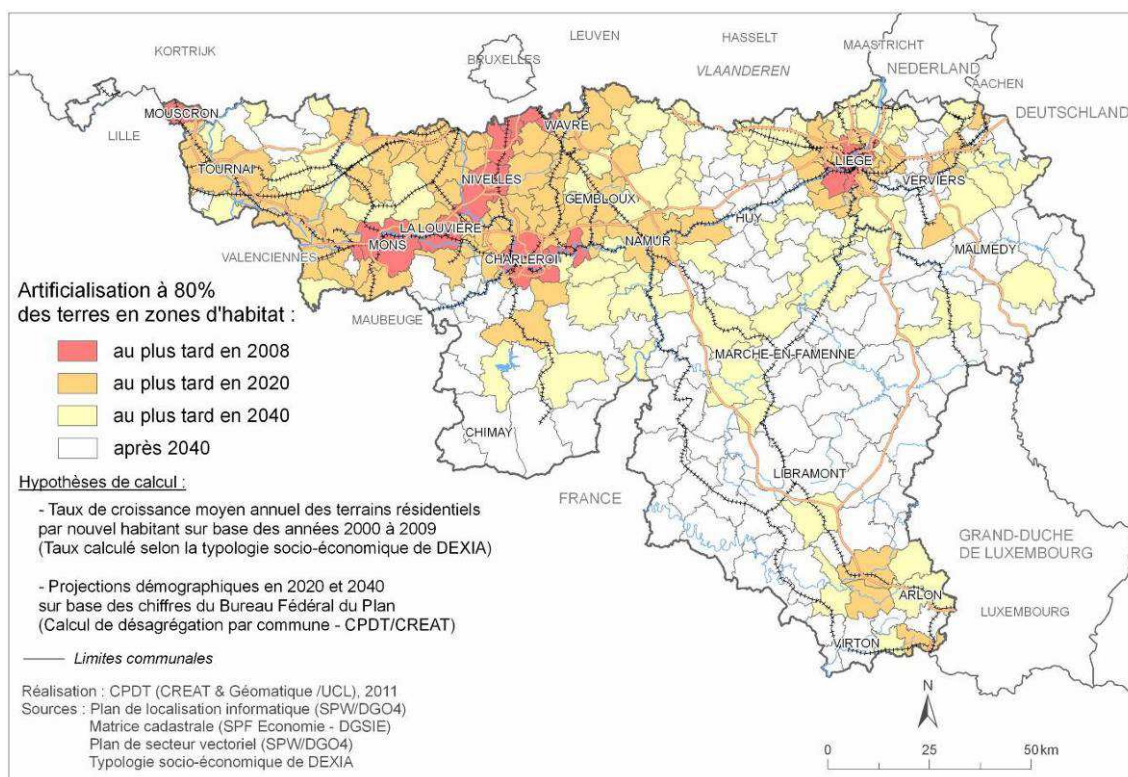 KORTRIJK
LEUVEN
HASSELT
MAASTRICHT
BRUXELLES
VLAANDEREN
NEDERLAND
AACHEN
DEUTSCHLAND
MOUSCRON
LILLE
WAVRE
TOURNAI
LIÈGE
NIVELLES
VERVIERS
GEMBLOUX
HUY
LA LOUVIÈRE
NAMUR
MONS
MALMEDY
CHARLEROI
VALENCIENNES
MAUBEUGE
MARCHE-EN-FAMENNE
CHIMAY
LIBRAMONT
FRANCE
GRAND-DUCHE
DE LUXEMBOURG
ARLON
LUXEMBOURG
VIRTON
Artificialisation à 80%
des terres en zones d'habitat :
au plus tard en 2008
au plus tard en 2020
au plus tard en 2040
après 2040
Hypothèses de calcul :
- Taux de croissance moyen annuel des terrains résidentiels
par nouvel habitant sur base des années 2000 à 2009
(Taux calculé selon la typologie socio-économique de DEXIA)
- Projections démographiques en 2020 et 2040
sur base des chiffres du Bureau Fédéral du Plan
(Calcul de désagrégation par commune - CPDT/CREAT)
Limites communales
Réalisation : CPDT (CREAT & Géomatique /UCL), 2011
Sources : Plan de localisation informatique (SPW/DGO4)
Matrice cadastrale (SPF Economie - DGSIE)
Plan de secteur vectoriel (SPW/DGO4)
Typologie socio-économique de DEXIA
N
0 25 50 km